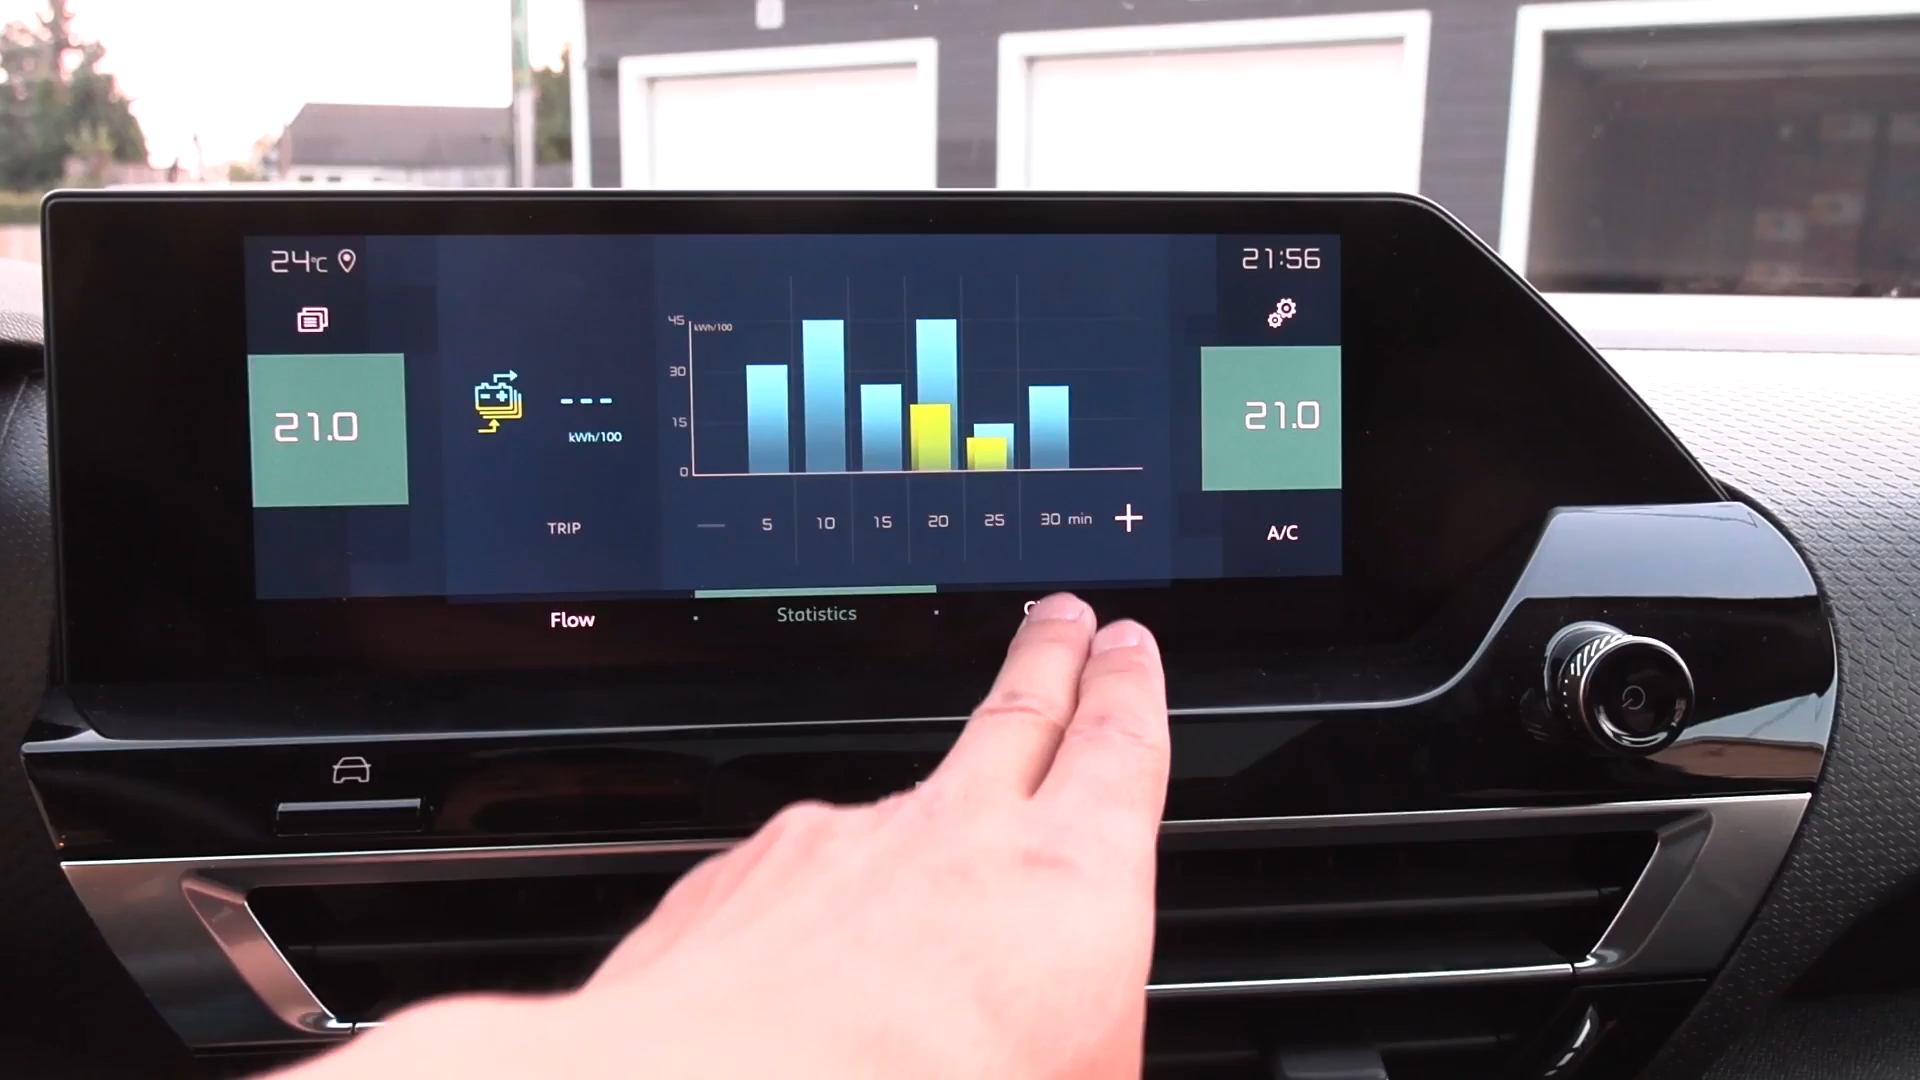 24°C
21:56
21.0
45
kWh/100
30
15
0
---
kWh/100
21.0
TRIP
— 5 10 15 20 25 30 min +
A/C
Flow
Statistics